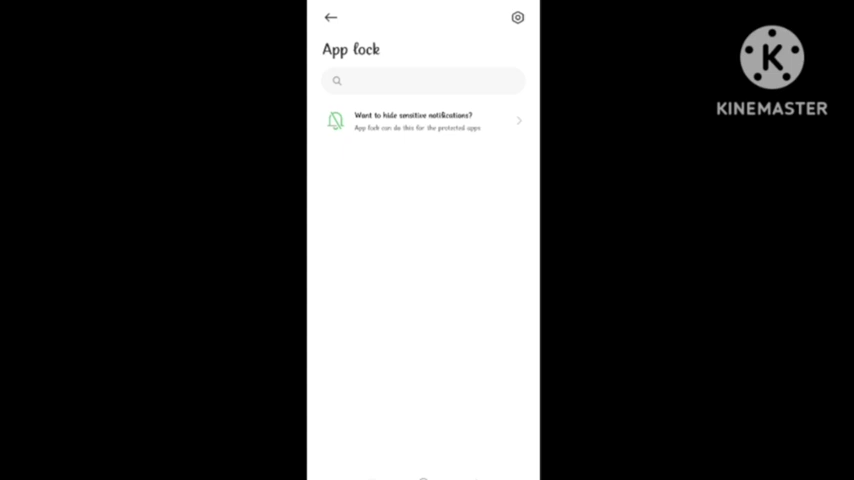 App lock
Want to hide sensitive notifications?
App lock can do this for the protected apps
K
KINEMASTER